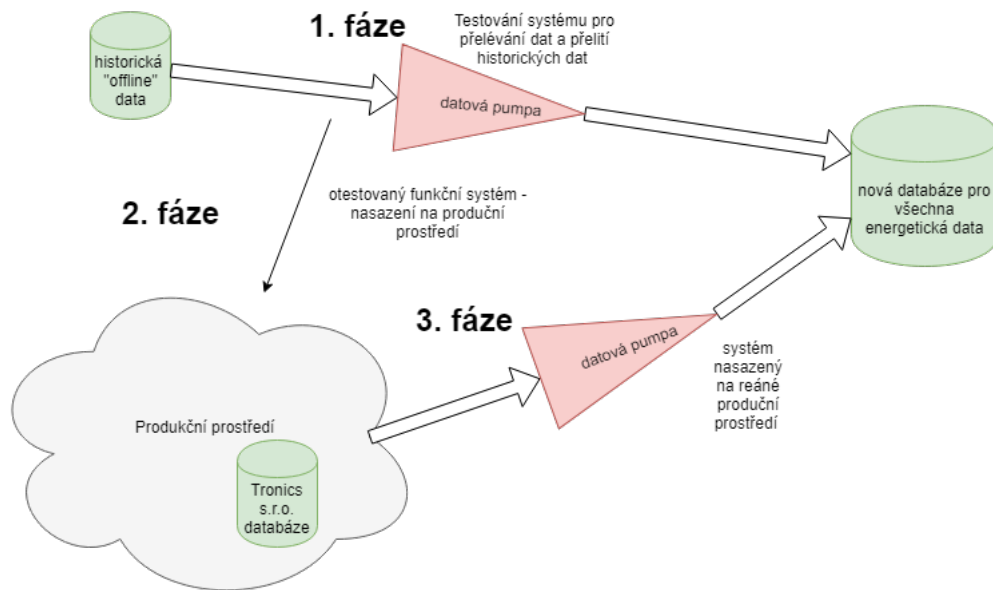 1. fáze
Testování systému pro
přelévání dat a přelití
historických dat
historická
"offline"
data
datová pumpa
nová databáze pro
všechna
energetická data
2. fáze
otestovaný funkční systém -
nasazení na produční
prostředí
3. fáze
datová pumpa
systém
nasazený
na reáné
produční
prostředí
Produkční prostředí
Tronics
s.r.o.
databáze